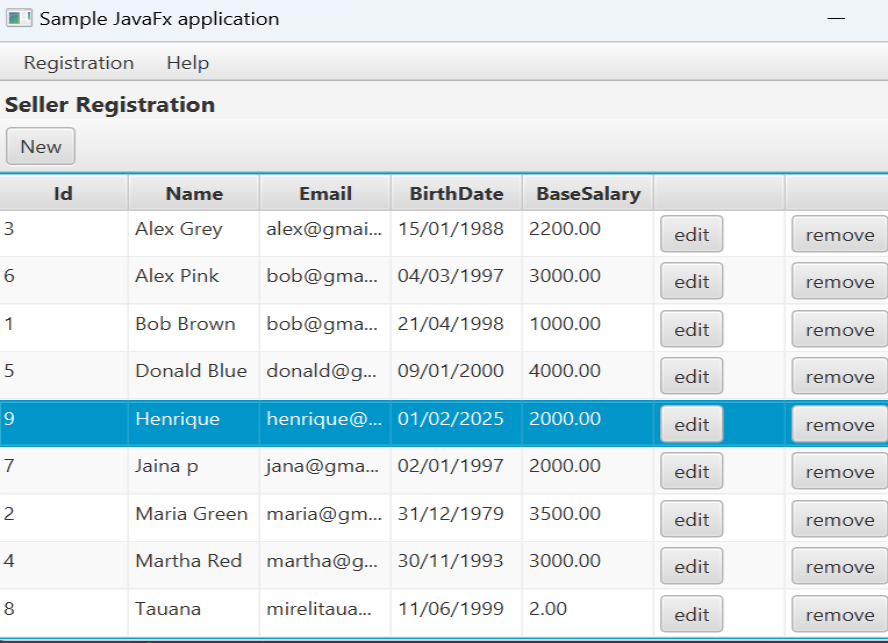 Sample JavaFx application
Registration Help
Seller Registration
New
Id Name Email BirthDate BaseSalary
3 Alex Grey alex@gmai... 15/01/1988 2200.00 edit remove
6 Alex Pink bob@gma... 04/03/1997 3000.00 edit remove
1 Bob Brown bob@gma... 21/04/1998 1000.00 edit remove
5 Donald Blue donald@g... 09/01/2000 4000.00 edit remove
9 Henrique henrique@... 01/02/2025 2000.00 edit remove
7 Jaina p jana@gma... 02/01/1997 2000.00 edit remove
2 Maria Green maria@gm... 31/12/1979 3500.00 edit remove
4 Martha Red martha@g... 30/11/1993 3000.00 edit remove
8 Tauana mirelitaua... 11/06/1999 2.00 edit remove